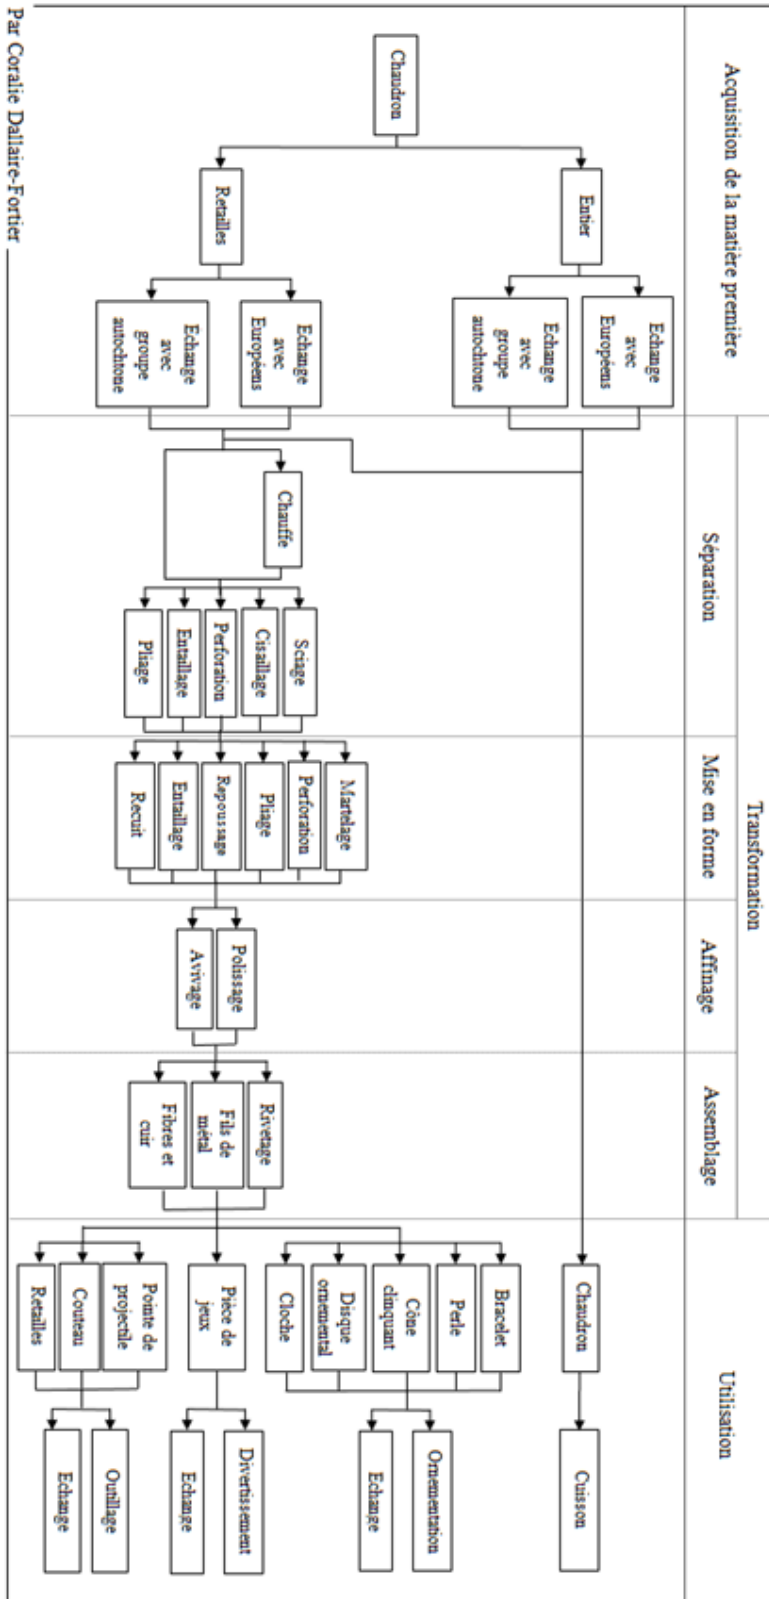 Acquisition de la matière première
Transformation
Séparation
Mise en forme
Affinage
Assemblage
Utilisation
Chaudron
Entier
Retailles
Echange
avec
Européens
Echange
avec
groupe
autochtone
Echange
avec
Européens
Echange
avec
groupe
autochtone
Chauffe
Sciage
Cisaillage
Perforation
Entaillage
Pliage
Martelage
Perforation
Pliage
Repoussage
Entaillage
Recuit
Polissage
Avivage
Rivetage
Fils de
métal
Fibres et
cuir
Chaudron
Cuisson
Bracelet
Perle
Cône
clinquant
Disque
ornemental
Cloche
Ornementation
Echange
Pièce de
jeux
Divertissement
Echange
Pointe de
projectile
Couteau
Retailles
Outillage
Echange
Par Coralie Dallaire-Fortier